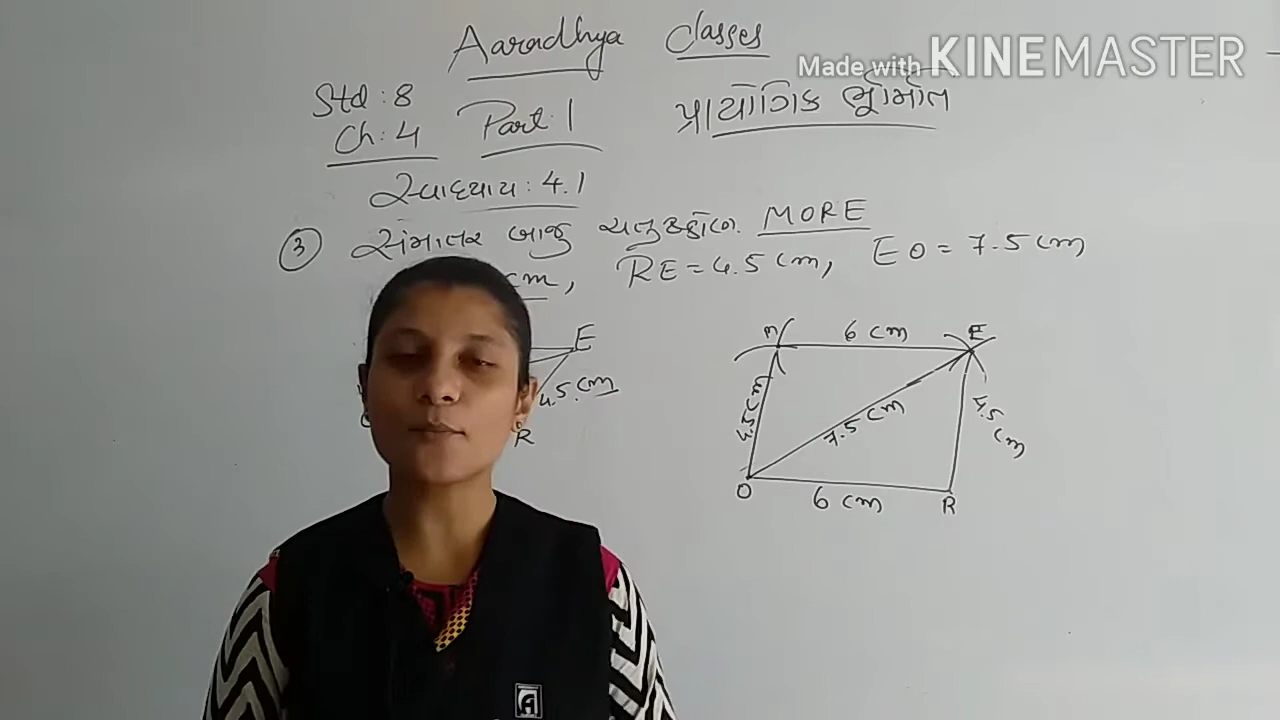 Aaradhya Classes
Made with KINEMASTER
Std : 8
Ch : 4
Part : 1
પ્રાયોગિક ભૂમિતિ
સ્વાધ્યાય : 4.1
૩ સંમાતર બાજુ ચતુષ્કોણ MORE
cm, RE = 4.5 cm, EO = 7.5 cm
E
4.5 cm
R
M 6 cm E
4.5 cm
7.5 cm
4.5 cm
O 6 cm R
A